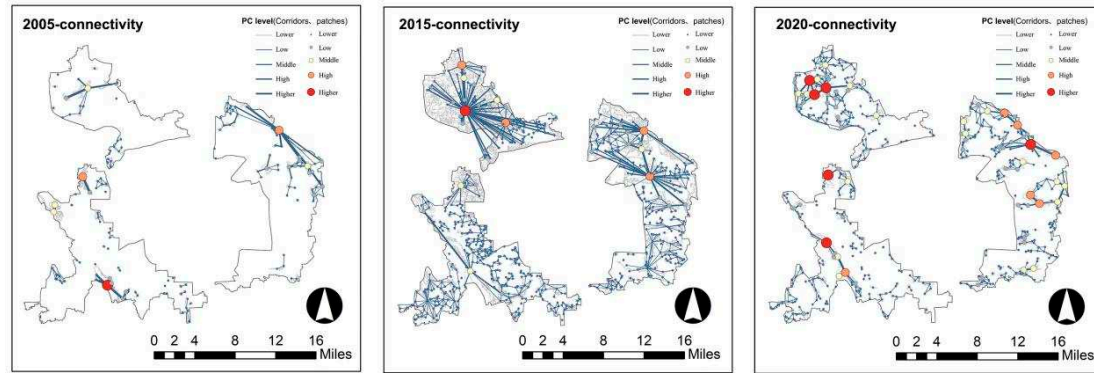 2005-connectivity
PC level(Corridors、patches)
Lower Lower
Low Low
Middle Middle
High High
Higher Higher
0 2 4 8 12 16
Miles
2015-connectivity
PC level(Corridors、patches)
Lower Lower
Low Low
Middle Middle
High High
Higher Higher
0 2 4 8 12 16
Miles
2020-connectivity
PC level(Corridors、patches)
Lower Lower
Low Low
Middle Middle
High High
Higher Higher
0 2 4 8 12 16
Miles